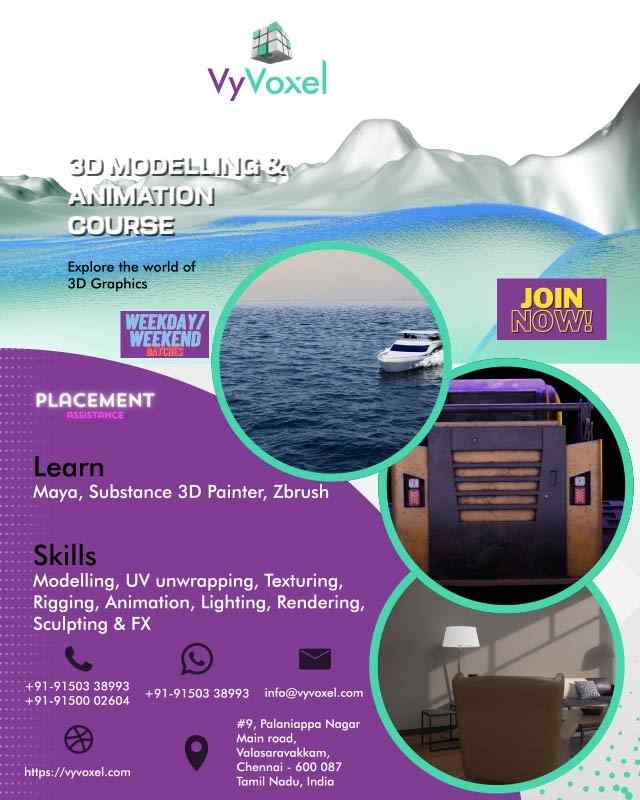 VyVoxel
3D MODELLING &
ANIMATION
COURSE
Explore the world of
3D Graphics
WEEKDAY/
WEEKEND
BATCHES
JOIN
NOW!
PLACEMENT
ASSISTANCE
Learn
Maya, Substance 3D Painter, Zbrush
Skills
Modelling, UV unwrapping, Texturing,
Rigging, Animation, Lighting, Rendering,
Sculpting & FX
+91-91503 38993
+91-91500 02604
+91-91503 38993
info@vyvoxel.com
https://vyvoxel.com
#9, Palaniappa Nagar
Main road,
Valasaravakkam,
Chennai - 600 087
Tamil Nadu, India